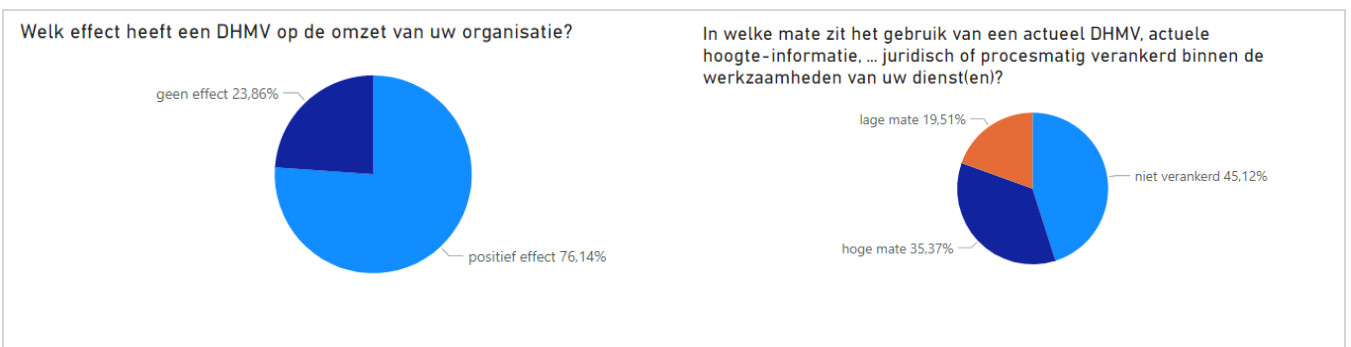 Welk effect heeft een DHMV op de omzet van uw organisatie?
geen effect 23,86%
positief effect 76,14%
In welke mate zit het gebruik van een actueel DHMV, actuele
hoogte-informatie, ... juridisch of procesmatig verankerd binnen de
werkzaamheden van uw dienst(en)?
lage mate 19,51%
niet verankerd 45,12%
hoge mate 35,37%